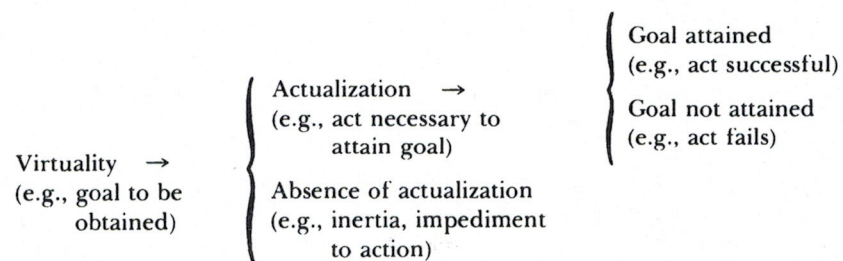 Virtuality →
(e.g., goal to be
obtained)
Actualization →
(e.g., act necessary to
attain goal)
Absence of actualization
(e.g., inertia, impediment
to action)
Goal attained
(e.g., act successful)
Goal not attained
(e.g., act fails)